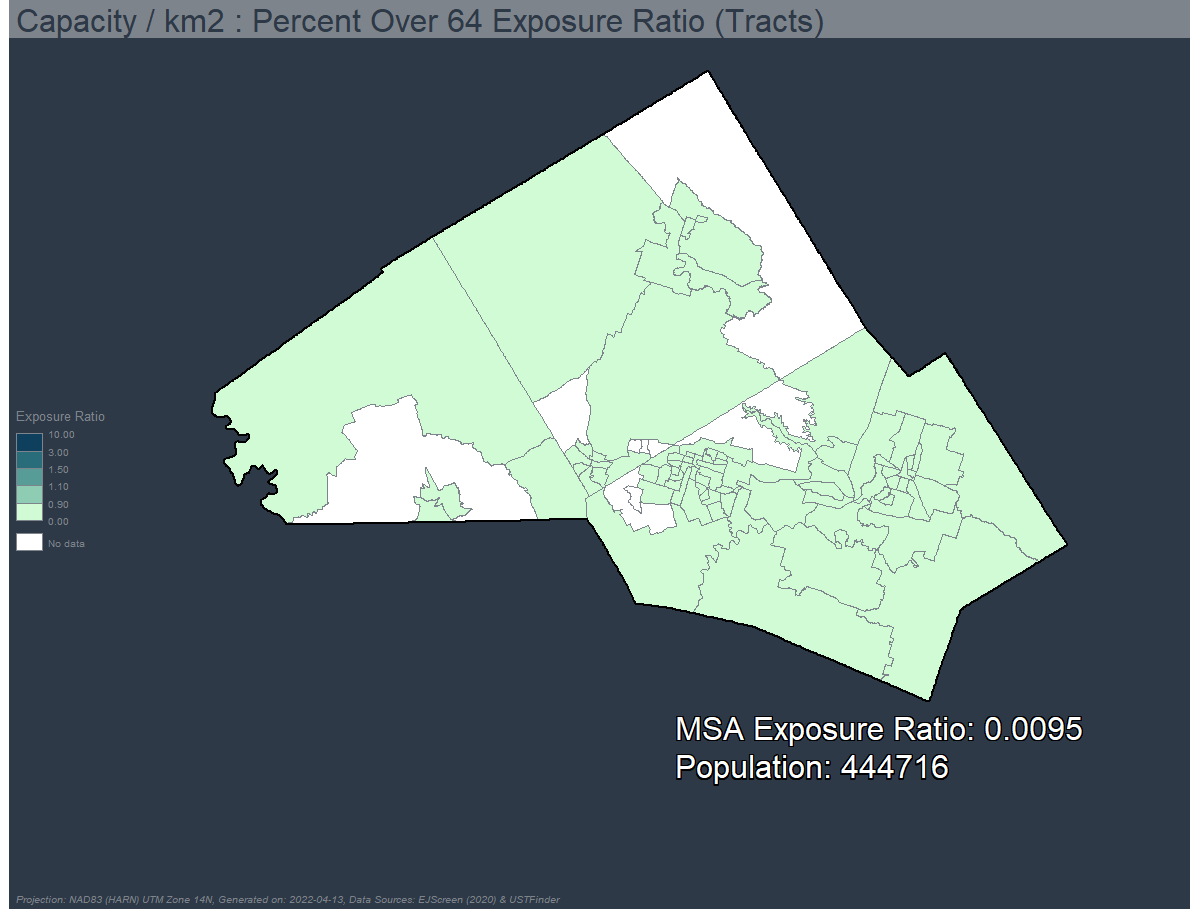 Capacity / km2 : Percent Over 64 Exposure Ratio (Tracts)
Exposure Ratio
10.00
3.00
1.50
1.10
0.90
0.00
No data
MSA Exposure Ratio: 0.0095
Population: 444716
Projection: NAD83 (HARN) UTM Zone 14N, Generated on: 2022-04-13, Data Sources: EJScreen (2020) & USTFinder